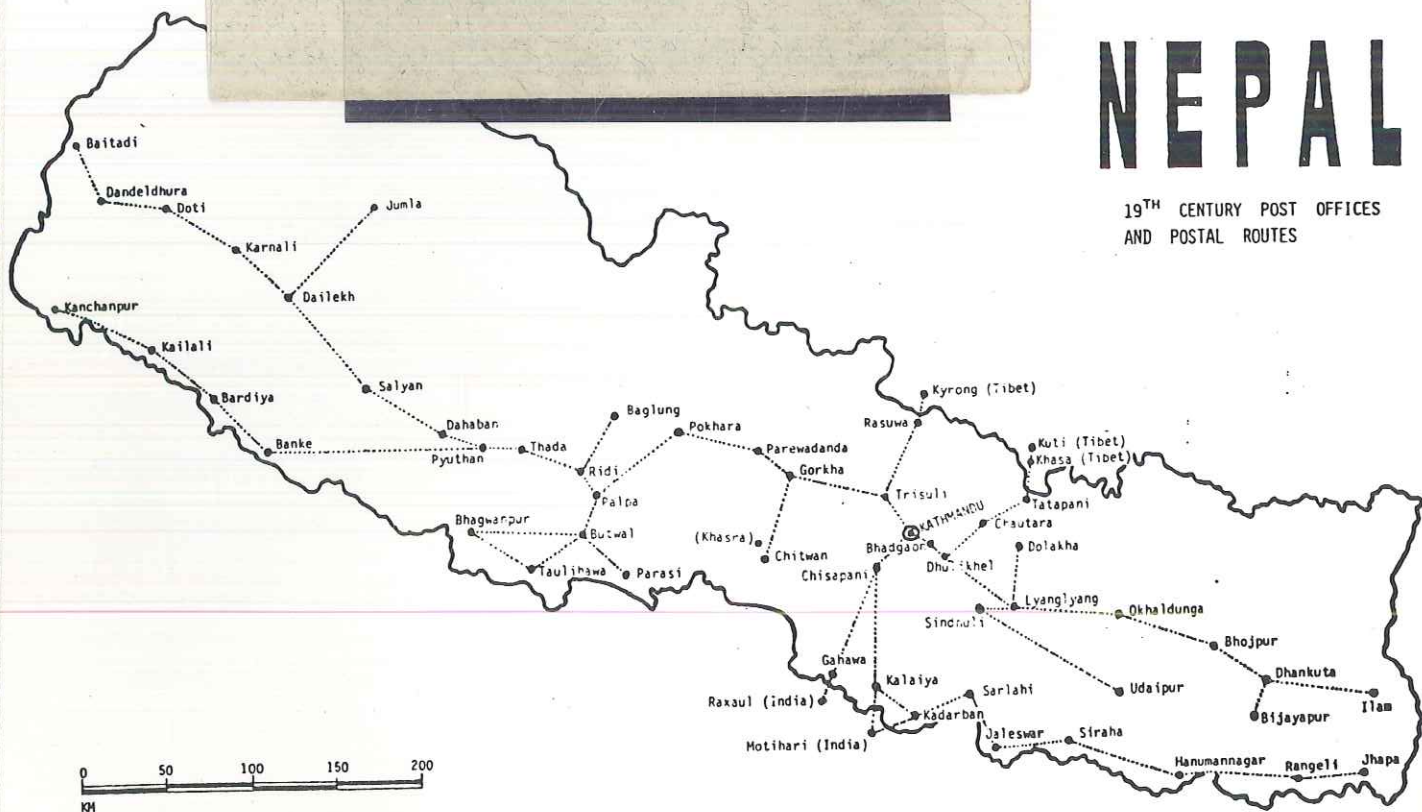 NEPAL
19TH CENTURY POST OFFICES
AND POSTAL ROUTES
Baitadi
Dandeldhura
Doti
Jumla
Karnali
Dailekh
Kanchanpur
Kailali
Bardiya
Salyan
Banke
Dahaban
Pyuthan
Thada
Baglung
Ridi
Palpa
Pokhara
Parewadanda
Gorkha
Kyrong (Tibet)
Rasuwa
Kuti (Tibet)
Khasa (Tibet)
Trisuli
Tatapani
KATHMANDU
Chautara
Bhagwanpur
Butwal
Taulihawa
Parasi
(Khasra)
Chitwan
Bhadgaon
Chisapani
Dhulikhel
Dolakha
Lyanglyang
Sindhuli
Okhaldunga
Bhojpur
Gahawa
Kalaiya
Raxaul (India)
Sarlahi
Udaipur
Dhankuta
Ilam
Bijayapur
Kadarban
Motihari (India)
Jaleswar
Siraha
Hanumannagar
Rangeli
Jhapa
0 50 100 150 200
KM